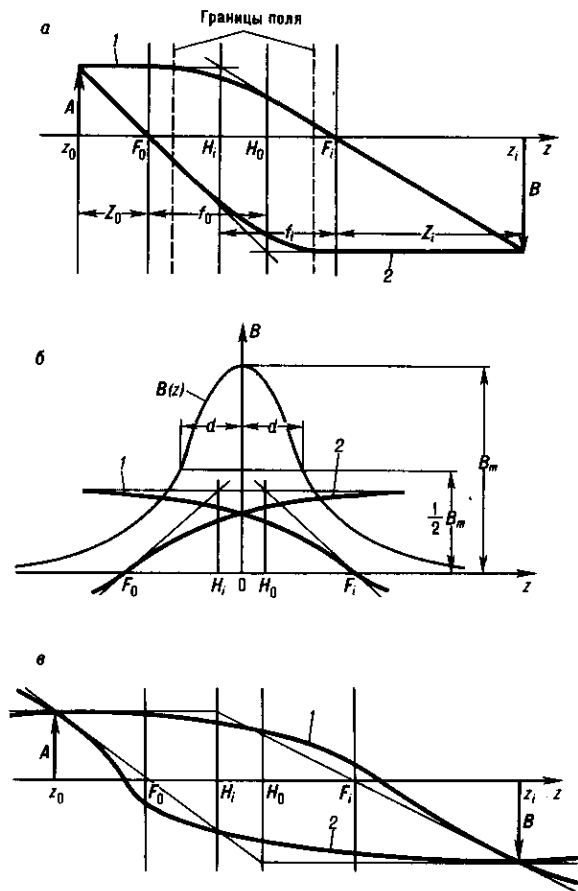 Границы поля
а
1
A
z₀
F₀
Hᵢ
H₀
Fᵢ
zᵢ
z
Z₀
f₀
fᵢ
Zᵢ
B
2
б
B
B(z)
d
d
1
2
Bₘ
1/2 Bₘ
F₀
Hᵢ
0
H₀
Fᵢ
z
в
1
A
z₀
F₀
Hᵢ
H₀
Fᵢ
zᵢ
z
B
2